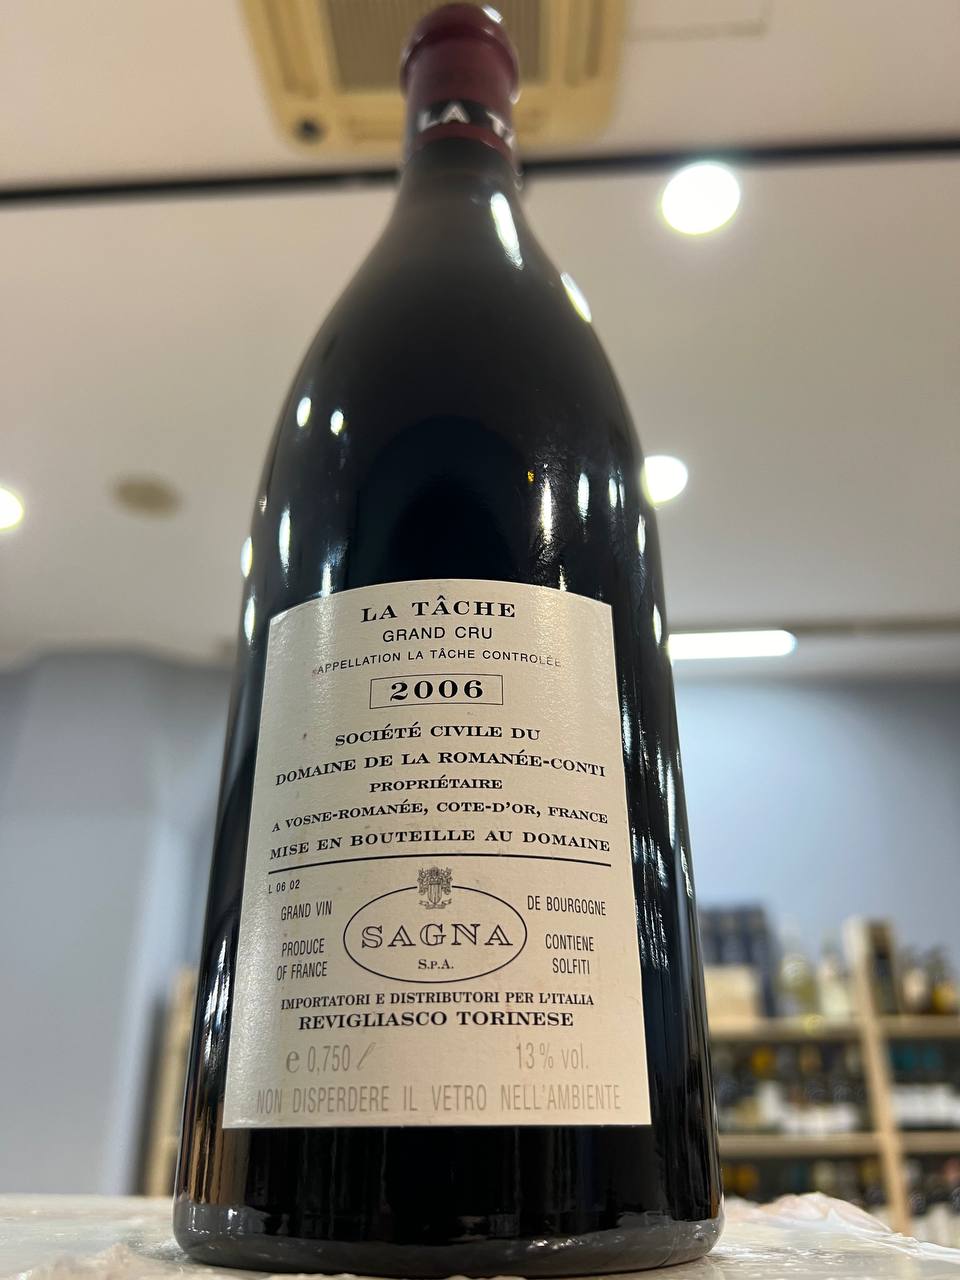 LA TÂ
LA TÂCHE
GRAND CRU
APPELLATION LA TÂCHE CONTROLÉE
2006
SOCIÉTÉ CIVILE DU
DOMAINE DE LA ROMANÉE-CONTI
PROPRIÉTAIRE
A VOSNE-ROMANÉE, COTE-D'OR, FRANCE
MISE EN BOUTEILLE AU DOMAINE
L 06 02
GRAND VIN DE BOURGOGNE
SAGNA
S.P.A.
PRODUCE OF FRANCE
CONTIENE SOLFITI
IMPORTATORI E DISTRIBUTORI PER L'ITALIA
REVIGLIASCO TORINESE
e 0,750 l 13% vol.
NON DISPERDERE IL VETRO NELL'AMBIENTE